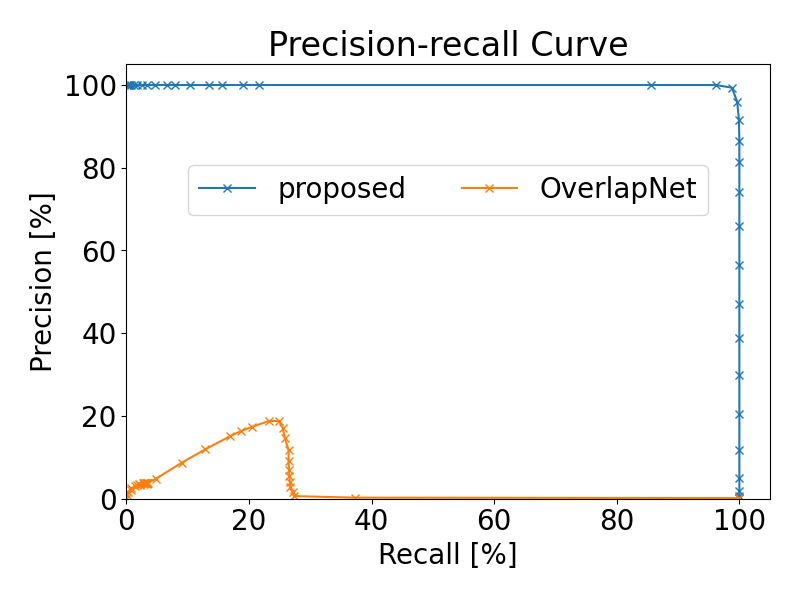 Precision-recall Curve
Precision [%]
100
80
60
40
20
0
proposed OverlapNet
0 20 40 60 80 100
Recall [%]